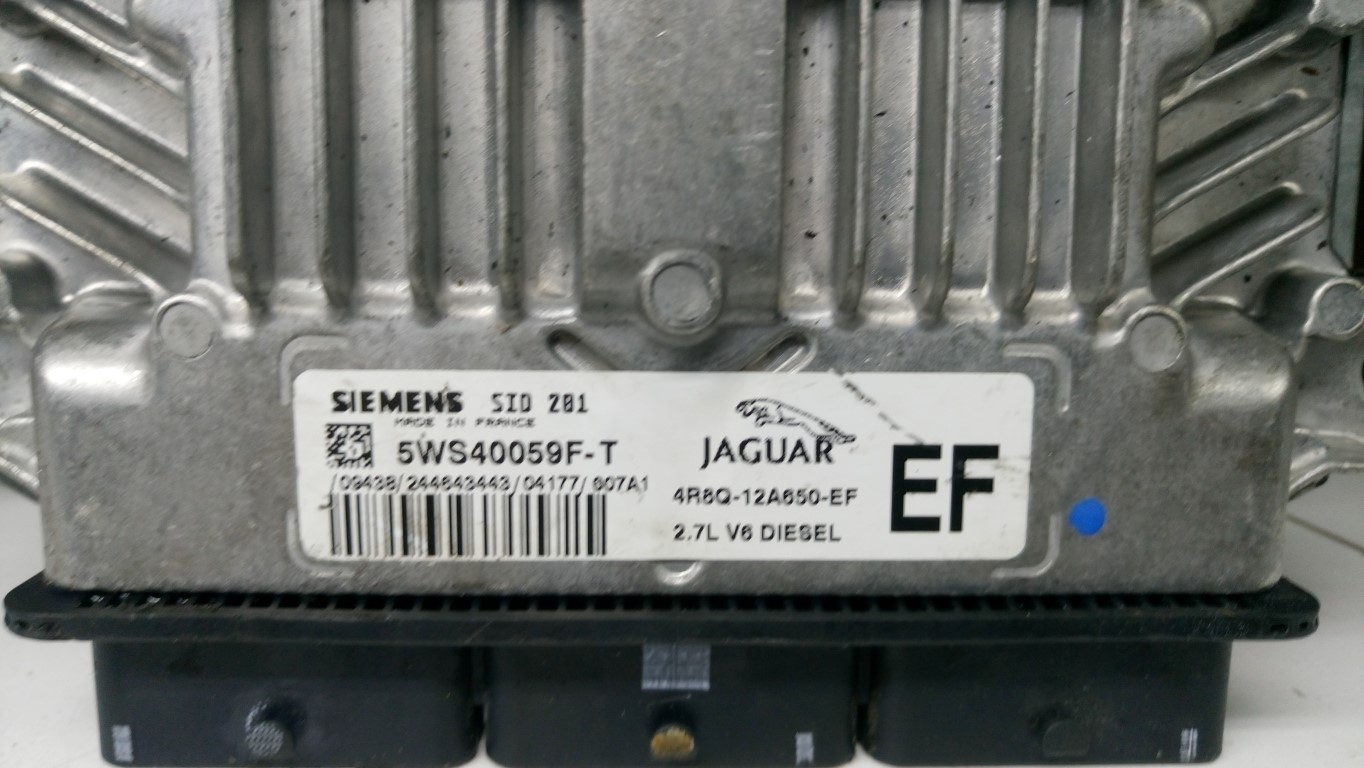 SIEMENS SID 201
MADE IN FRANCE
5WS40059F-T
/09438/244643443/04177/607A1
JAGUAR
4R8Q-12A650-EF
2.7L V6 DIESEL
EF